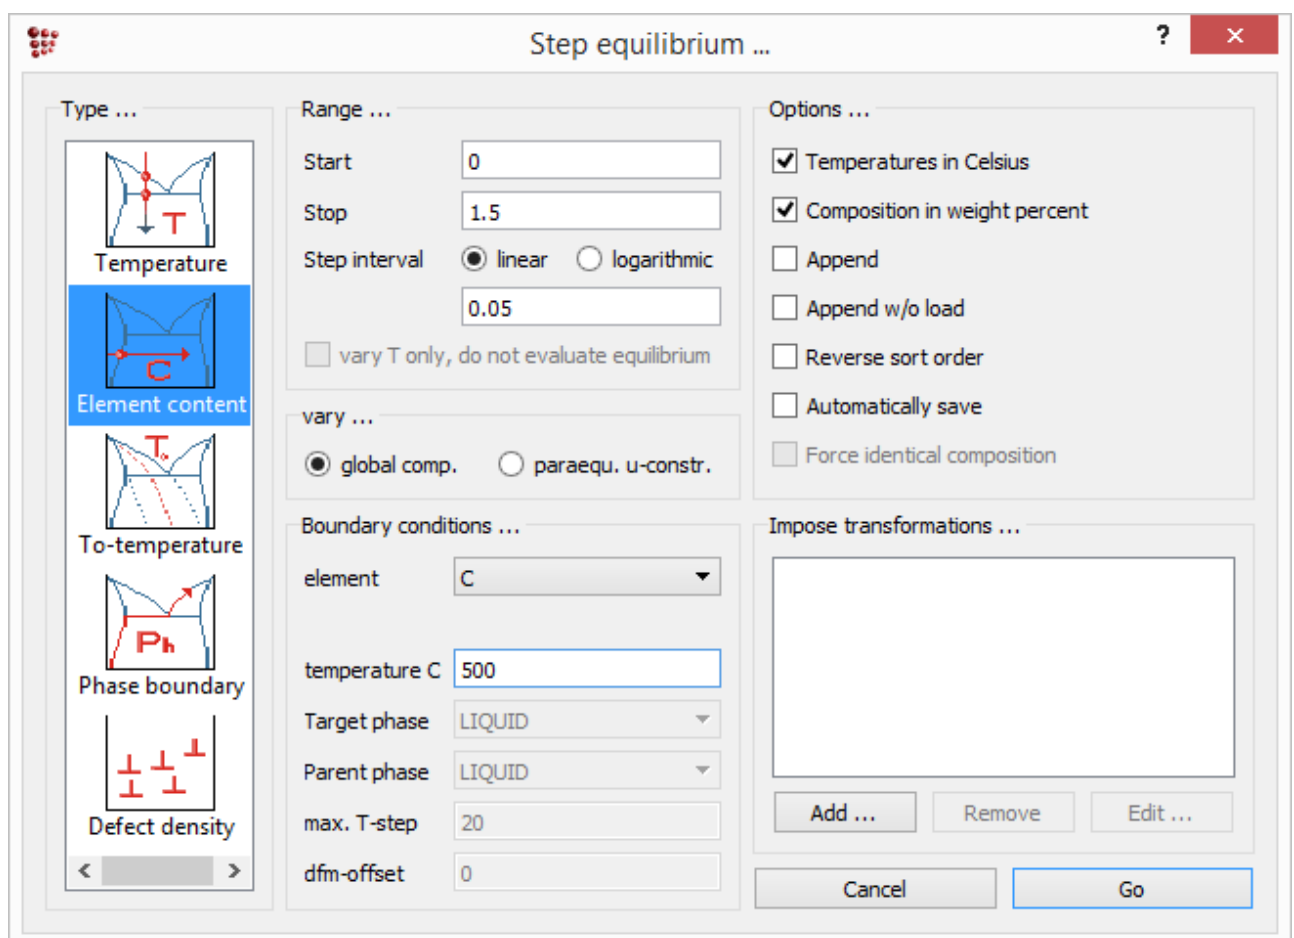 Step equilibrium ...
?
×
Type ...
T
Temperature
C
Element content
To
To-temperature
Ph
Phase boundary
Defect density
Range ...
Start 0
Stop 1.5
Step interval linear logarithmic
0.05
vary T only, do not evaluate equilibrium
vary ...
global comp. paraequ. u-constr.
Boundary conditions ...
element C
temperature C 500
Target phase LIQUID
Parent phase LIQUID
max. T-step 20
dfm-offset 0
Options ...
Temperatures in Celsius
Composition in weight percent
Append
Append w/o load
Reverse sort order
Automatically save
Force identical composition
Impose transformations ...
Add ... Remove Edit ...
Cancel Go